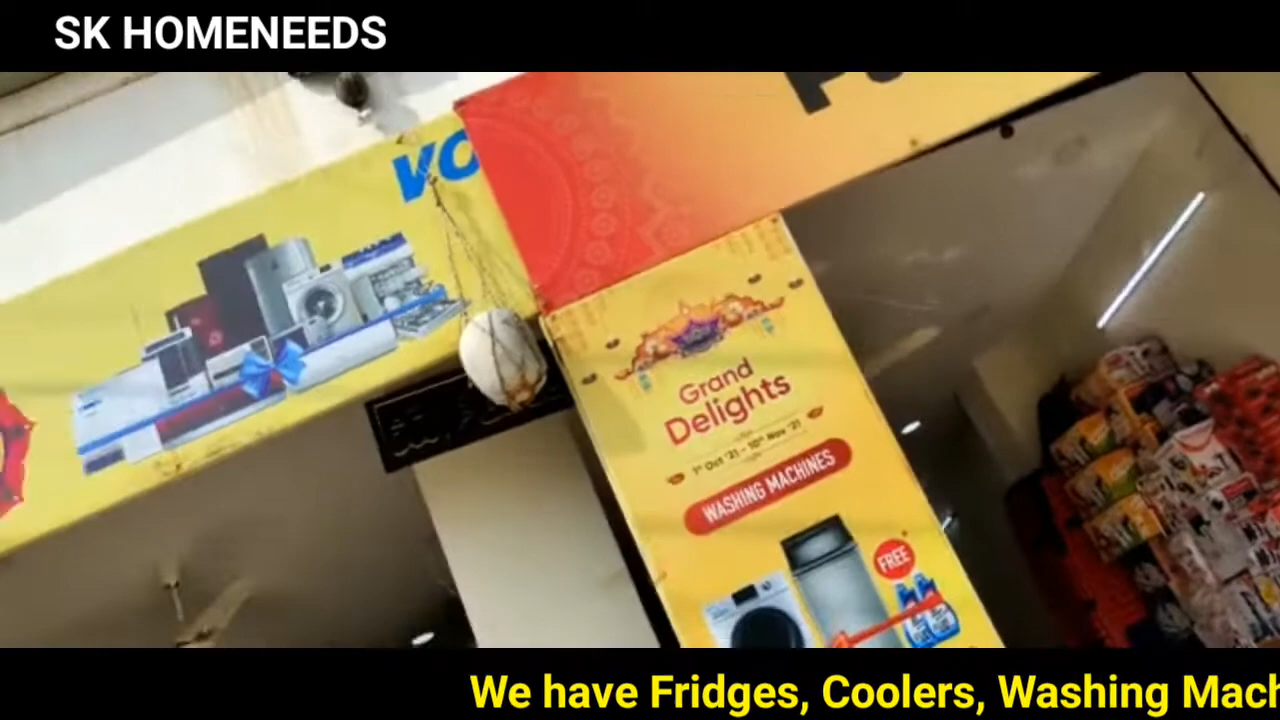 SK HOMENEEDS
Grand
Delights
1st Oct '21 - 10th Nov '21
WASHING MACHINES
FREE
We have Fridges, Coolers, Washing Mach